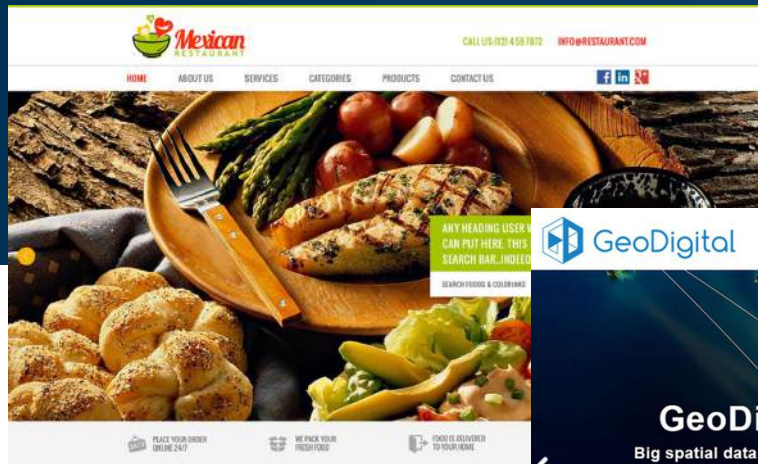 Mexican
RESTAURANT
CALL US:(12)-459 7872 INFO@RESTAURANT.COM
HOME ABOUT US SERVICES CATEGORIES PRODUCTS CONTACT US
f in g+
ANY HEADING USER W
CAN PUT HERE. THIS
SEARCH BAR..INDEED
SEARCH FOODS & COLDRINKS
GeoDigital
GeoDi
Big spatial data
PLACE YOUR ORDER
ONLINE 24/7
WE PACK YOUR
FRESH FOOD
FOOD IS DELIVERED
TO YOUR HOME